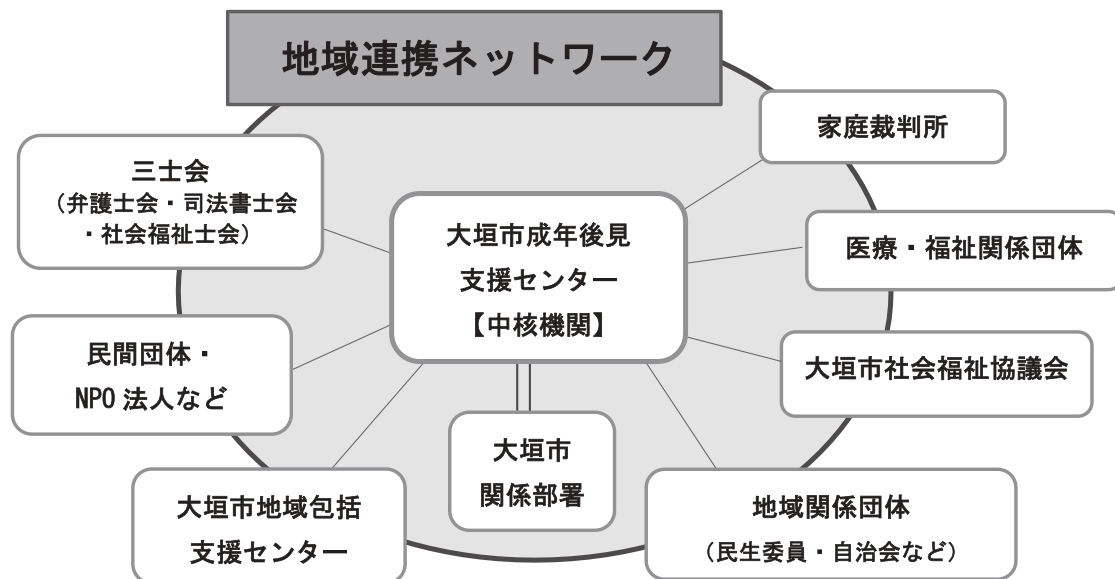 地域連携ネットワーク
家庭裁判所
三士会
（弁護士会・司法書士会
・社会福祉士会）
大垣市成年後見
支援センター
【中核機関】
医療・福祉関係団体
民間団体・
NPO 法人など
大垣市社会福祉協議会
大垣市
関係部署
大垣市地域包括
支援センター
地域関係団体
（民生委員・自治会など）